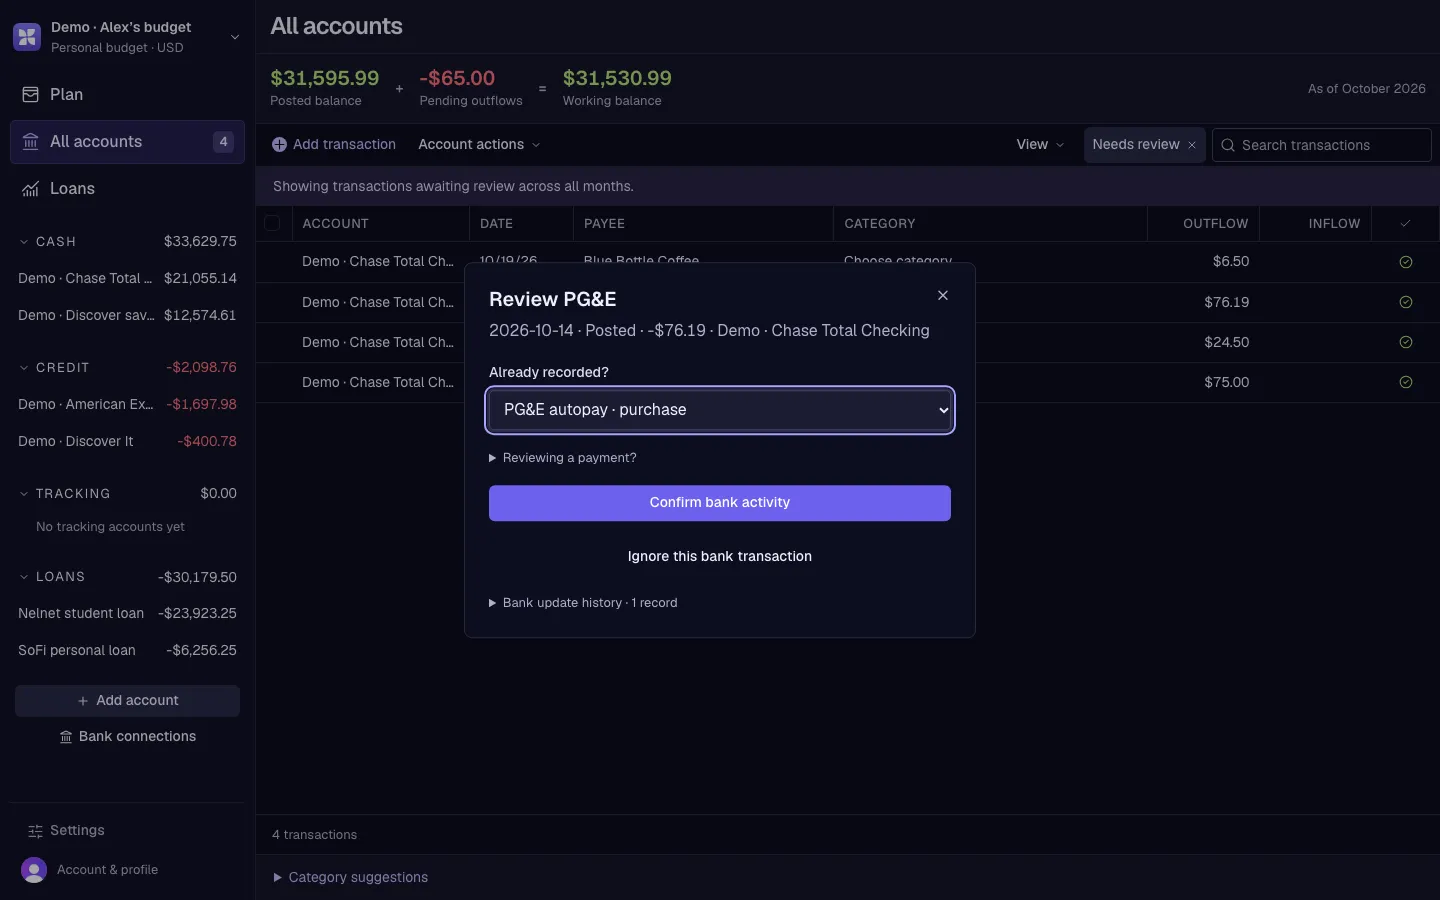 Demo · Alex's budget
Personal budget · USD
Plan
All accounts 4
Loans
CASH $33,629.75
Demo · Chase Total ... $21,055.14
Demo · Discover sav... $12,574.61
CREDIT -$2,098.76
Demo · American Ex... -$1,697.98
Demo · Discover It -$400.78
TRACKING $0.00
No tracking accounts yet
LOANS -$30,179.50
Nelnet student loan -$23,923.25
SoFi personal loan -$6,256.25
+ Add account
Bank connections
Settings
Account & profile
All accounts
$31,595.99 + -$65.00 = $31,530.99
Posted balance Pending outflows Working balance
As of October 2026
Add transaction Account actions View Needs review × Search transactions
Showing transactions awaiting review across all months.
ACCOUNT DATE PAYEE CATEGORY OUTFLOW INFLOW
Demo · Chase Total Ch... 10/19/26 Blue Bottle Coffee Choose category $6.50
Demo · Chase Total Ch... $76.19
Demo · Chase Total Ch... $24.50
Demo · Chase Total Ch... $75.00
Review PG&E
2026-10-14 · Posted · -$76.19 · Demo · Chase Total Checking
Already recorded?
PG&E autopay · purchase
Reviewing a payment?
Confirm bank activity
Ignore this bank transaction
Bank update history · 1 record
4 transactions
Category suggestions